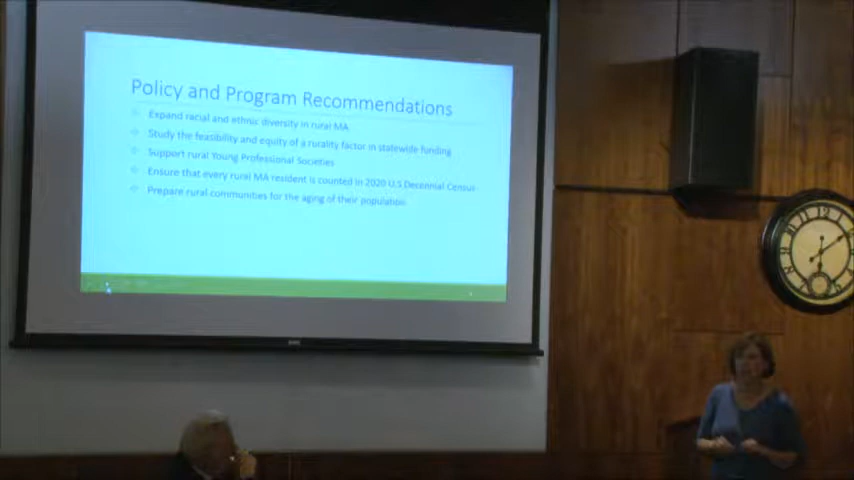 Policy and Program Recommendations
Expand racial and ethnic diversity in rural MA
Study the feasibility and equity of a rurality factor in statewide funding
Support rural Young Professional Societies
Ensure that every rural MA resident is counted in 2020 U.S Decennial Census
Prepare rural communities for the aging of their population